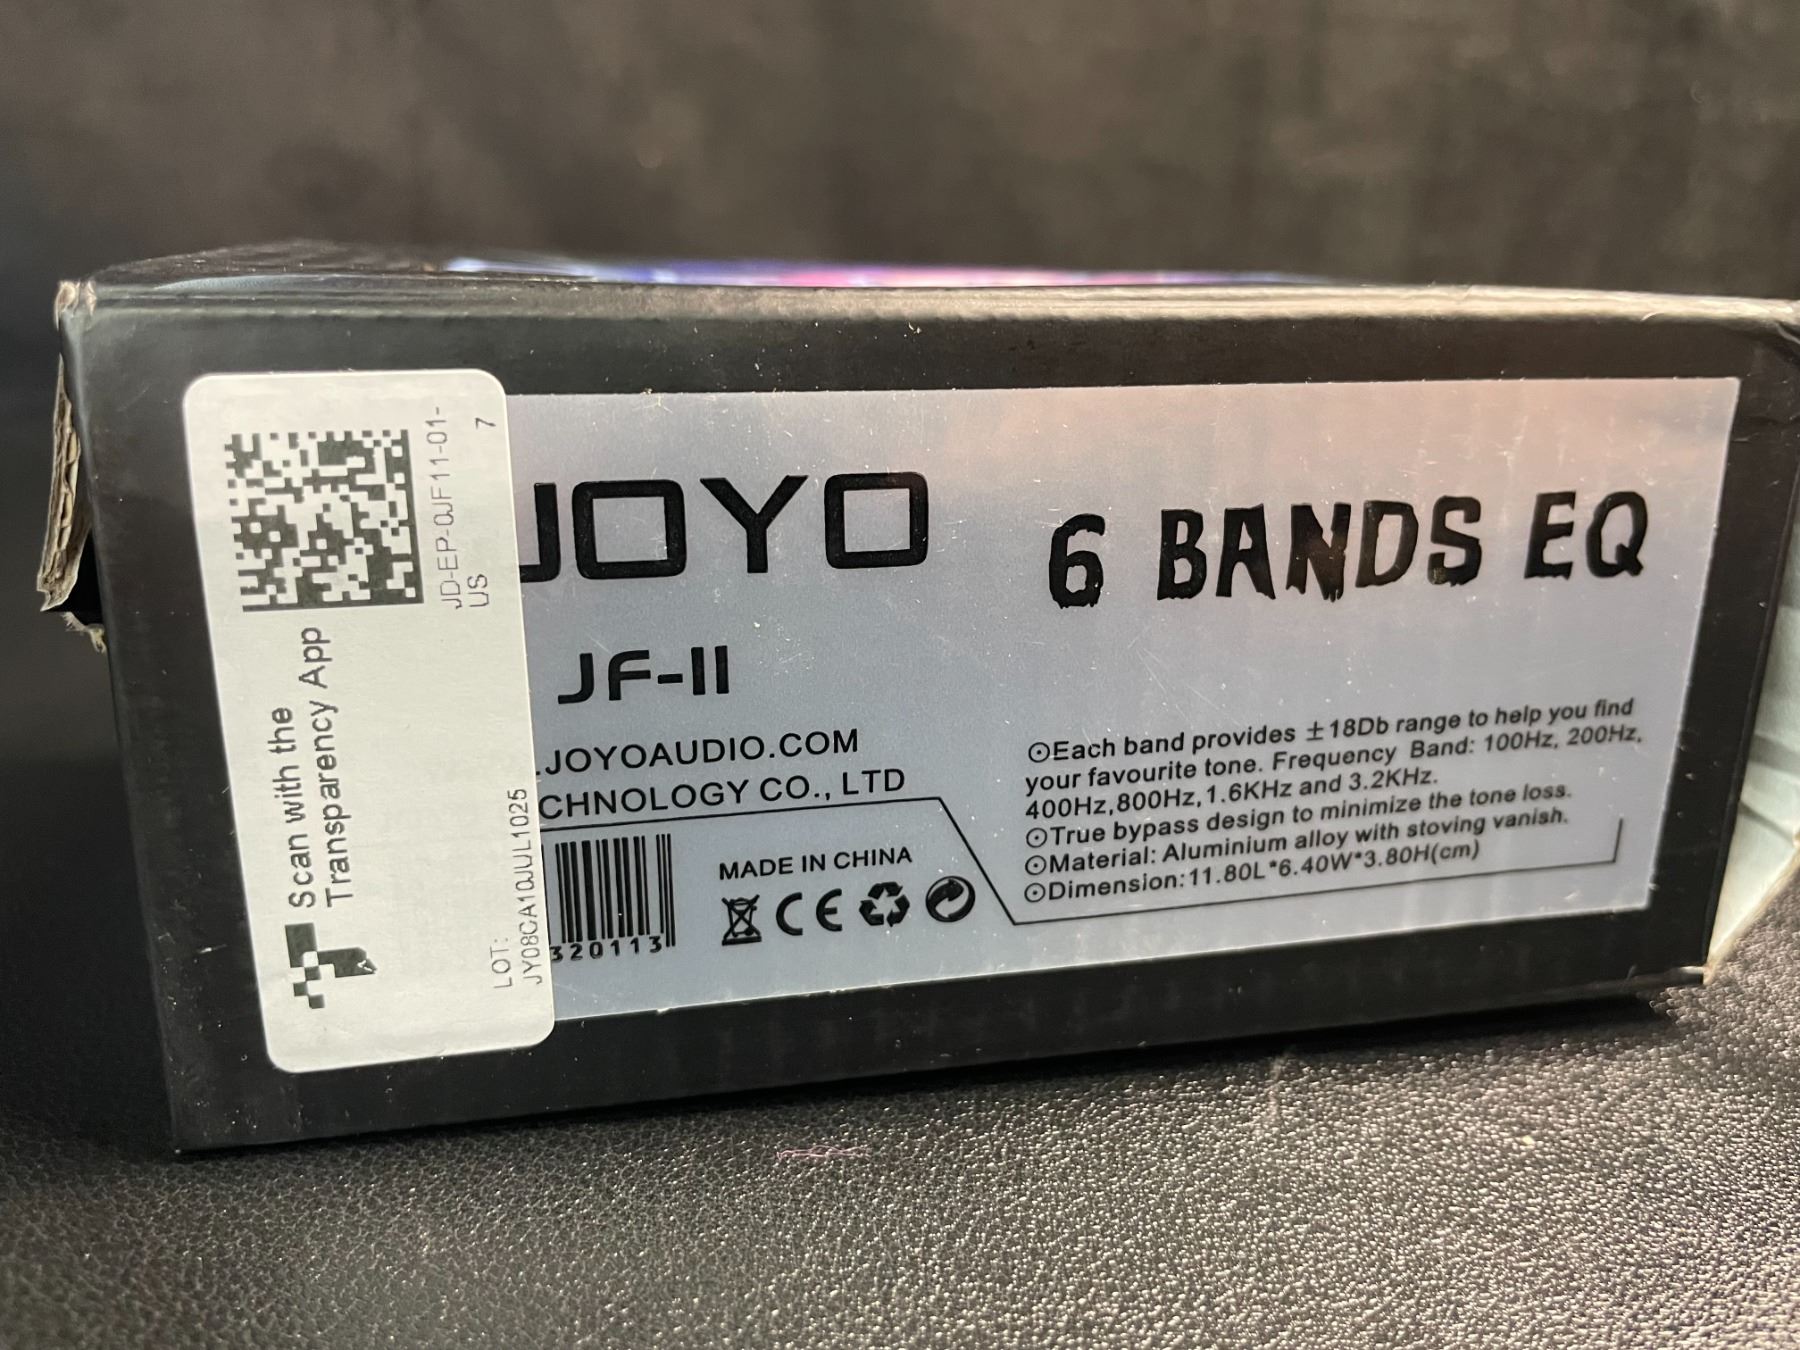 Scan with the
Transparency App
JD-EP-0JF11-01-
US 7
LOT:
JY08CA10JUL1025
JOYO
JF-II
.JOYOAUDIO.COM
CHNOLOGY CO., LTD
320113
MADE IN CHINA
CE
6 BANDS EQ
⊙Each band provides ±18Db range to help you find
your favourite tone. Frequency Band: 100Hz, 200Hz,
400Hz,800Hz,1.6KHz and 3.2KHz.
⊙True bypass design to minimize the tone loss.
⊙Material: Aluminium alloy with stoving vanish.
⊙Dimension:11.80L*6.40W*3.80H(cm)